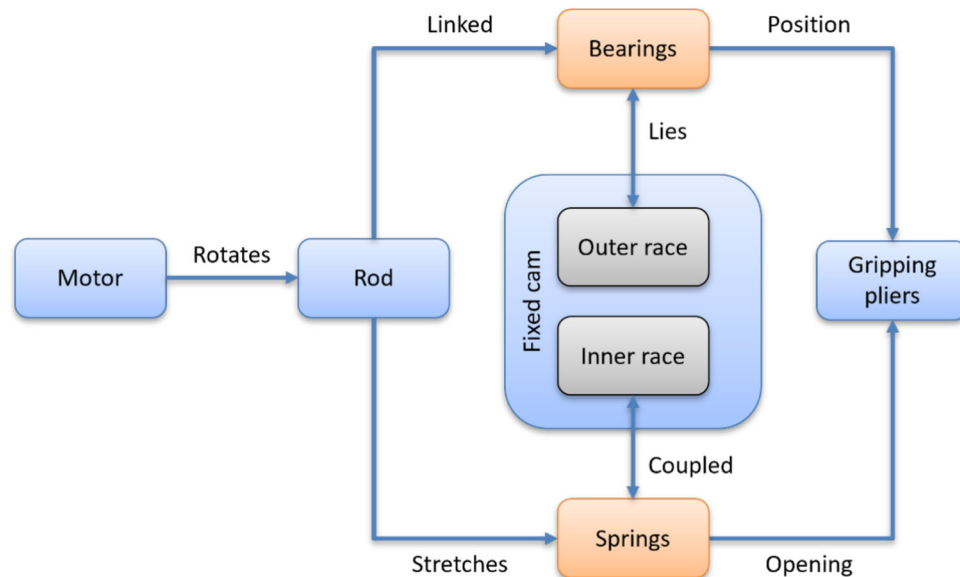 Linked
Bearings
Position
Lies
Outer race
Motor
Rotates
Rod
Fixed cam
Gripping
pliers
Inner race
Coupled
Stretches
Springs
Opening